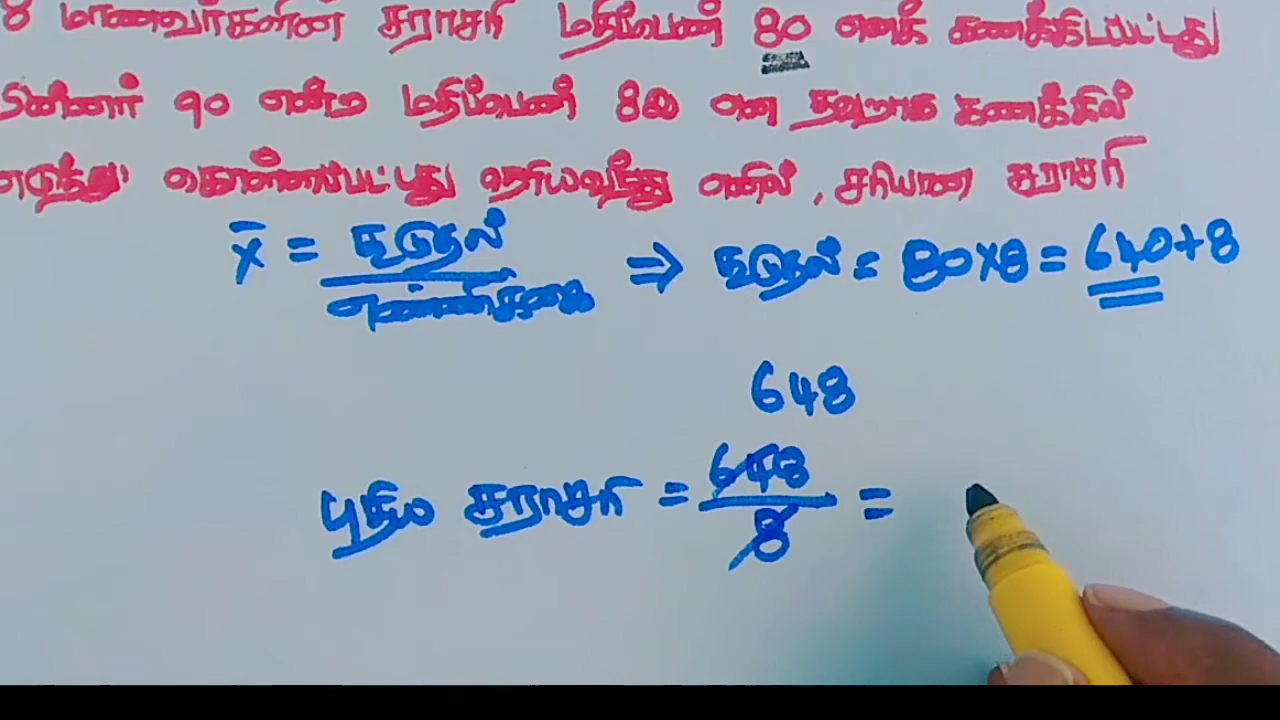 8 மாணவர்களின் சராசரி மதிப்பெண் 80 எனக் கணக்கிடப்பட்டது
பின்னர் 90 என்ற மதிப்பெண் 82 என தவறாக கணக்கில்
எடுத்து கொள்ளப்பட்டது தெரியவந்தது எனில் , சரியான சராசரி
x̄ = கூடுதல் / எண்ணிக்கை ⇒ கூடுதல் = 80×8 = 640+8
648
புதிய சராசரி = 648 / 8 =